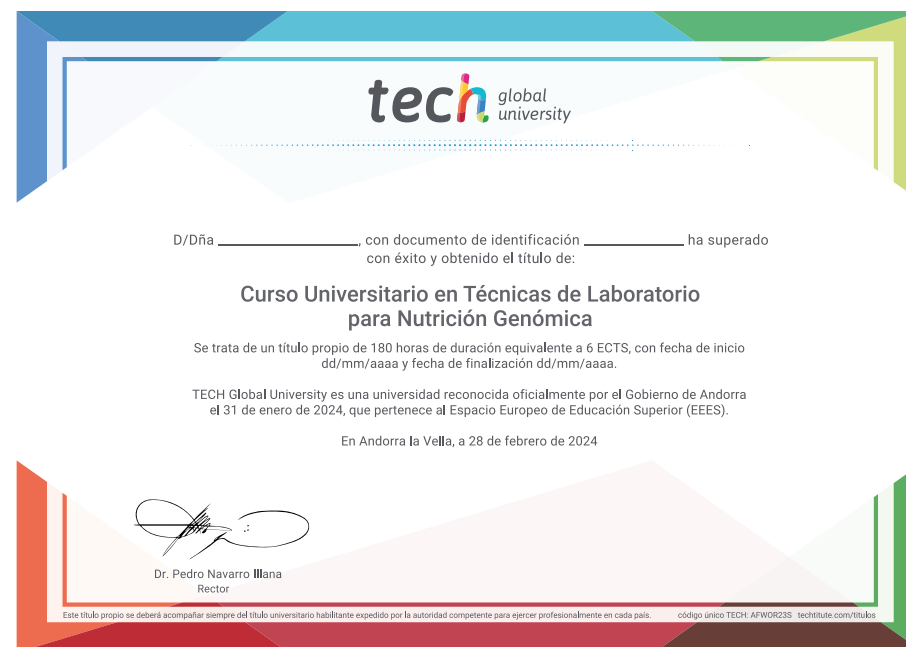 tech global university
D/Dña ____________________, con documento de identificación ______________ ha superado
con éxito y obtenido el título de:
Curso Universitario en Técnicas de Laboratorio
para Nutrición Genómica
Se trata de un título propio de 180 horas de duración equivalente a 6 ECTS, con fecha de inicio
dd/mm/aaaa y fecha de finalización dd/mm/aaaa.
TECH Global University es una universidad reconocida oficialmente por el Gobierno de Andorra
el 31 de enero de 2024, que pertenece al Espacio Europeo de Educación Superior (EEES).
En Andorra la Vella, a 28 de febrero de 2024
Dr. Pedro Navarro Illana
Rector
Este título propio se deberá acompañar siempre del título universitario habilitante expedido por la autoridad competente para ejercer profesionalmente en cada país. código único TECH: AFWOR23S techtitute.com/titulos